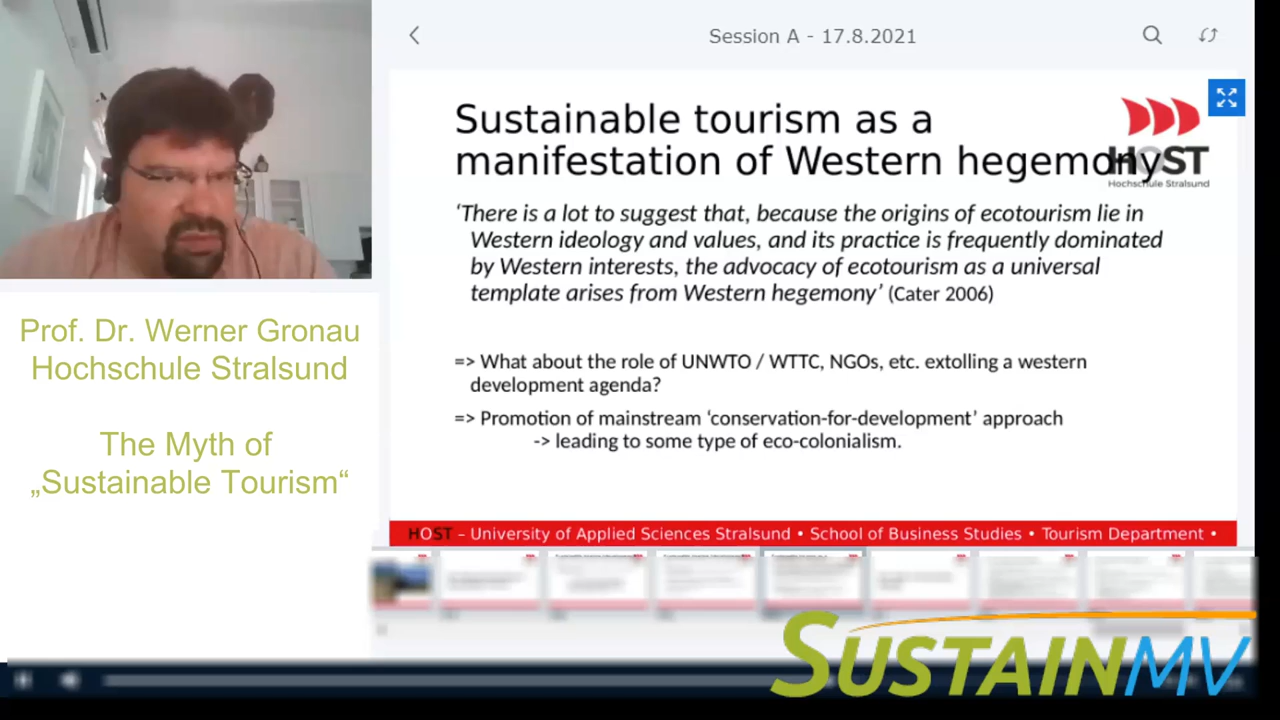 Session A - 17.8.2021
Sustainable tourism as a
manifestation of Western hegemony
HOST
Hochschule Stralsund
‘There is a lot to suggest that, because the origins of ecotourism lie in
Western ideology and values, and its practice is frequently dominated
by Western interests, the advocacy of ecotourism as a universal
template arises from Western hegemony’ (Cater 2006)
=> What about the role of UNWTO / WTTC, NGOs, etc. extolling a western
development agenda?
=> Promotion of mainstream ‘conservation-for-development’ approach
-> leading to some type of eco-colonialism.
HOST – University of Applied Sciences Stralsund • School of Business Studies • Tourism Department •
Prof. Dr. Werner Gronau
Hochschule Stralsund
The Myth of
„Sustainable Tourism“
SUSTAINMV